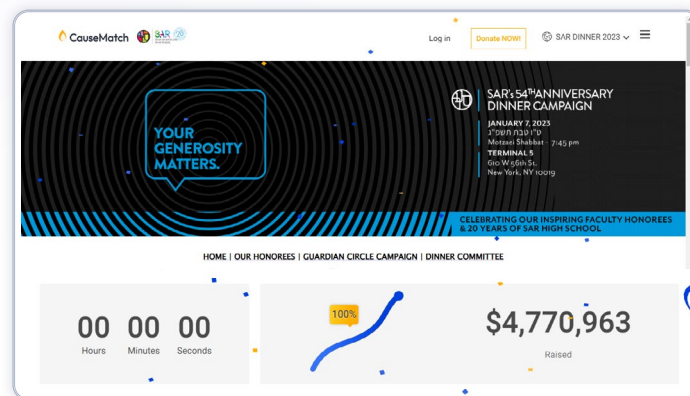 CauseMatch SAR 20
Log in
Donate NOW!
SAR DINNER 2023
YOUR
GENEROSITY
MATTERS.
SAR's 54TH ANNIVERSARY
DINNER CAMPAIGN
JANUARY 7, 2023
ט"ו טבת תשפ"ג
Motzaei Shabbat - 7:45 pm
TERMINAL 5
610 W 56th St,
New York, NY 10019
CELEBRATING OUR INSPIRING FACULTY HONOREES
& 20 YEARS OF SAR HIGH SCHOOL
HOME | OUR HONOREES | GUARDIAN CIRCLE CAMPAIGN | DINNER COMMITTEE
00 00 00
Hours Minutes Seconds
100%
$4,770,963
Raised